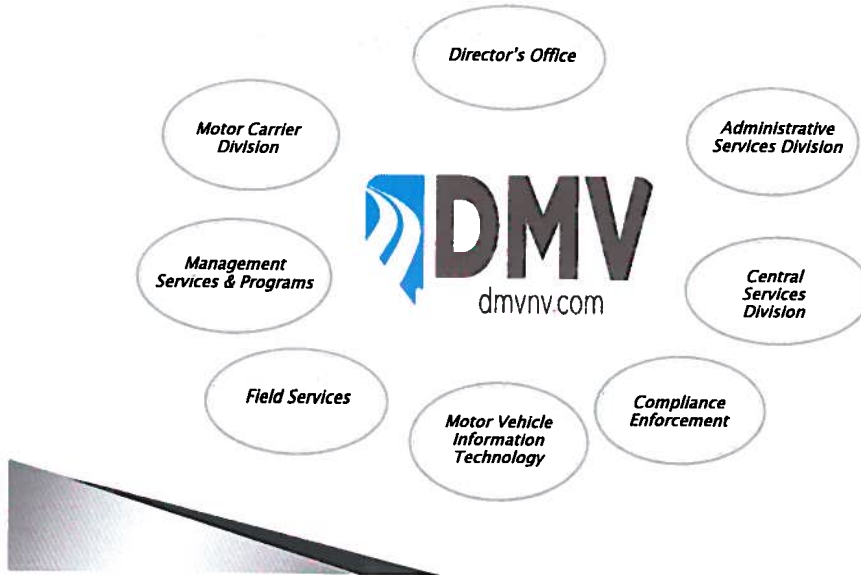 Director's Office
Motor Carrier
Division
Administrative
Services Division
DMV
dmvnv.com
Management
Services & Programs
Central
Services
Division
Field Services
Motor Vehicle
Information
Technology
Compliance
Enforcement